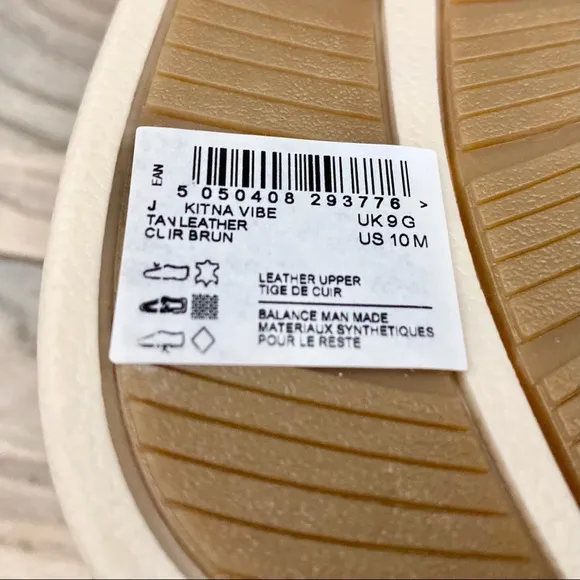 EAN
5 050408 293776 >
J KITNA VIBE UK 9 G
TAN LEATHER US 10 M
CUIR BRUN
LEATHER UPPER
TIGE DE CUIR
BALANCE MAN MADE
MATERIAUX SYNTHETIQUES
POUR LE RESTE